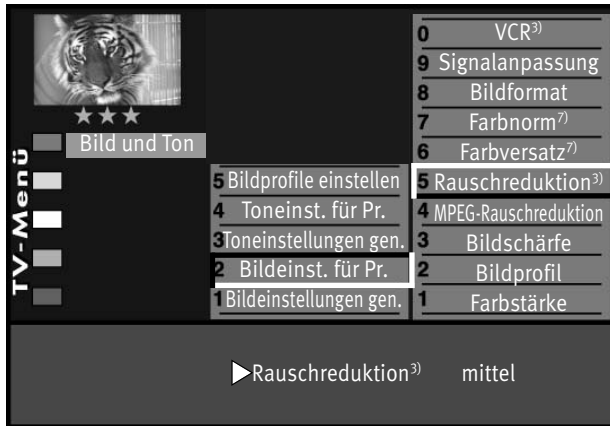 TV-Menü
Bild und Ton
5 Bildprofile einstellen
4 Toneinst. für Pr.
3 Toneinstellungen gen.
2 Bildeinst. für Pr.
1 Bildeinstellungen gen.
0 VCR3)
9 Signalanpassung
8 Bildformat
7 Farbnorm7)
6 Farbversatz7)
5 Rauschreduktion3)
4 MPEG-Rauschreduktion
3 Bildschärfe
2 Bildprofil
1 Farbstärke
Rauschreduktion3) mittel